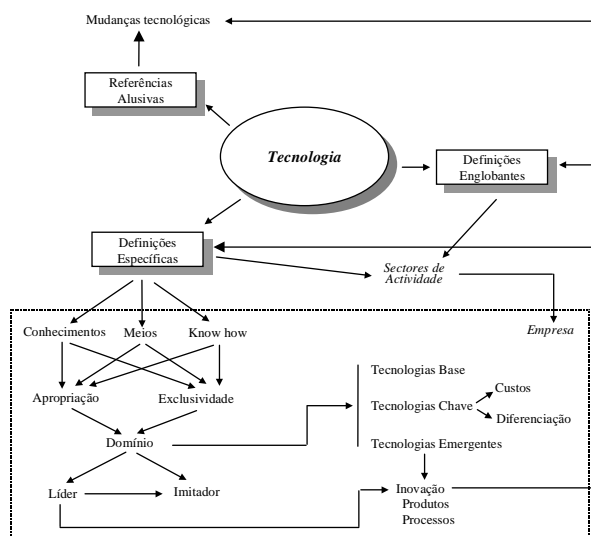 Mudanças tecnológicas
Referências
Alusivas
Tecnologia
Definições
Englobantes
Definições
Específicas
Sectores de
Actividade
Conhecimentos
Meios
Know how
Empresa
Apropriação
Exclusividade
Tecnologias Base
Custos
Tecnologias Chave
Diferenciação
Domínio
Tecnologias Emergentes
Líder
Imitador
Inovação
Produtos
Processos